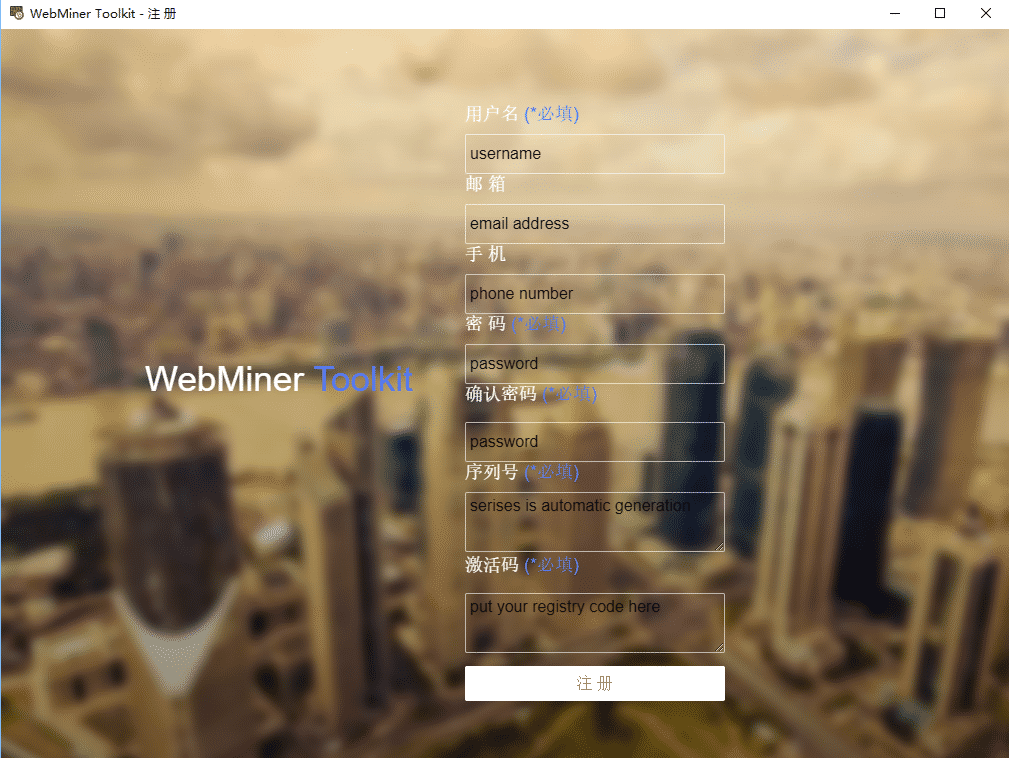 WebMiner Toolkit - 注 册
用户名 (*必填)
username
邮 箱
email address
手 机
phone number
密 码 (*必填)
password
WebMiner Toolkit
确认密码 (*必填)
password
序列号 (*必填)
serises is automatic generation
激活码 (*必填)
put your registry code here
注 册